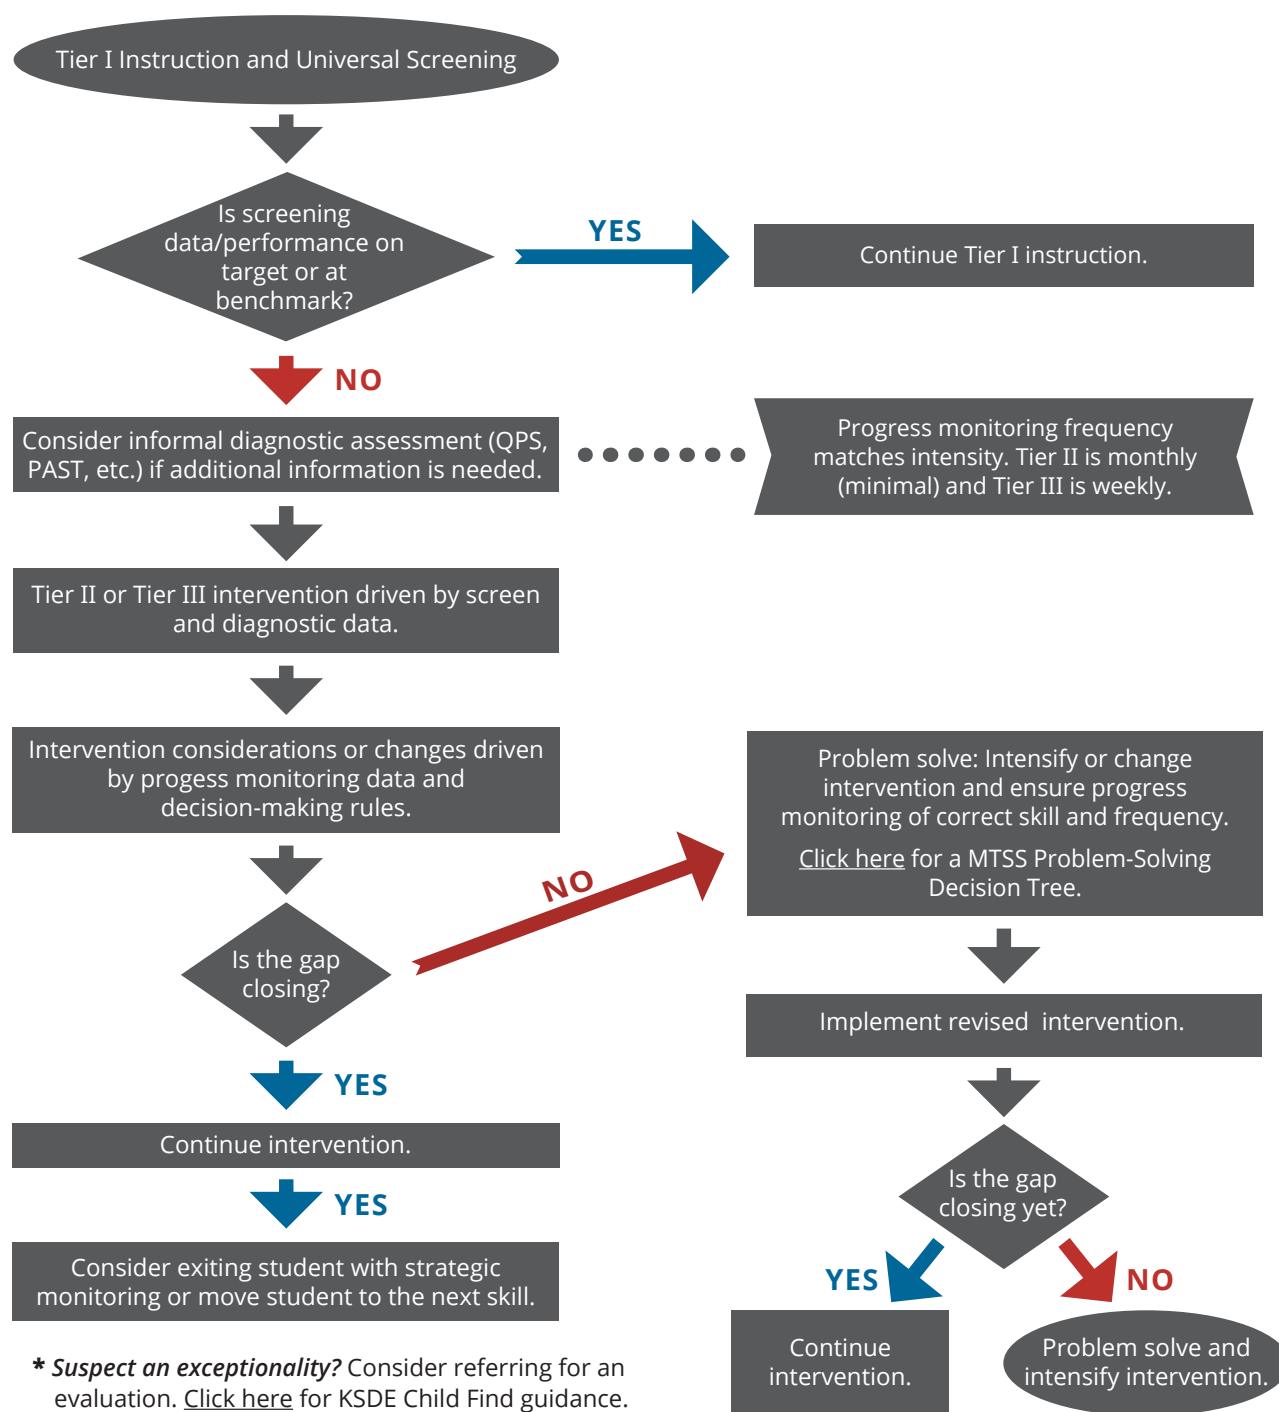 Tier I Instruction and Universal Screening
Is screening
data/performance on
target or at
benchmark?
YES
Continue Tier I instruction.
NO
Consider informal diagnostic assessment (QPS,
PAST, etc.) if additional information is needed.
Progress monitoring frequency
matches intensity. Tier II is monthly
(minimal) and Tier III is weekly.
Tier II or Tier III intervention driven by screen
and diagnostic data.
Intervention considerations or changes driven
by progess monitoring data and
decision-making rules.
Is the gap
closing?
NO
Problem solve: Intensify or change
intervention and ensure progress
monitoring of correct skill and frequency.
Click here for a MTSS Problem-Solving
Decision Tree.
Implement revised  intervention.
Is the gap
closing yet?
YES
Continue
intervention.
NO
Problem solve and
intensify intervention.
YES
Continue intervention.
YES
Consider exiting student with strategic
monitoring or move student to the next skill.
* Suspect an exceptionality? Consider referring for an
evaluation. Click here for KSDE Child Find guidance.